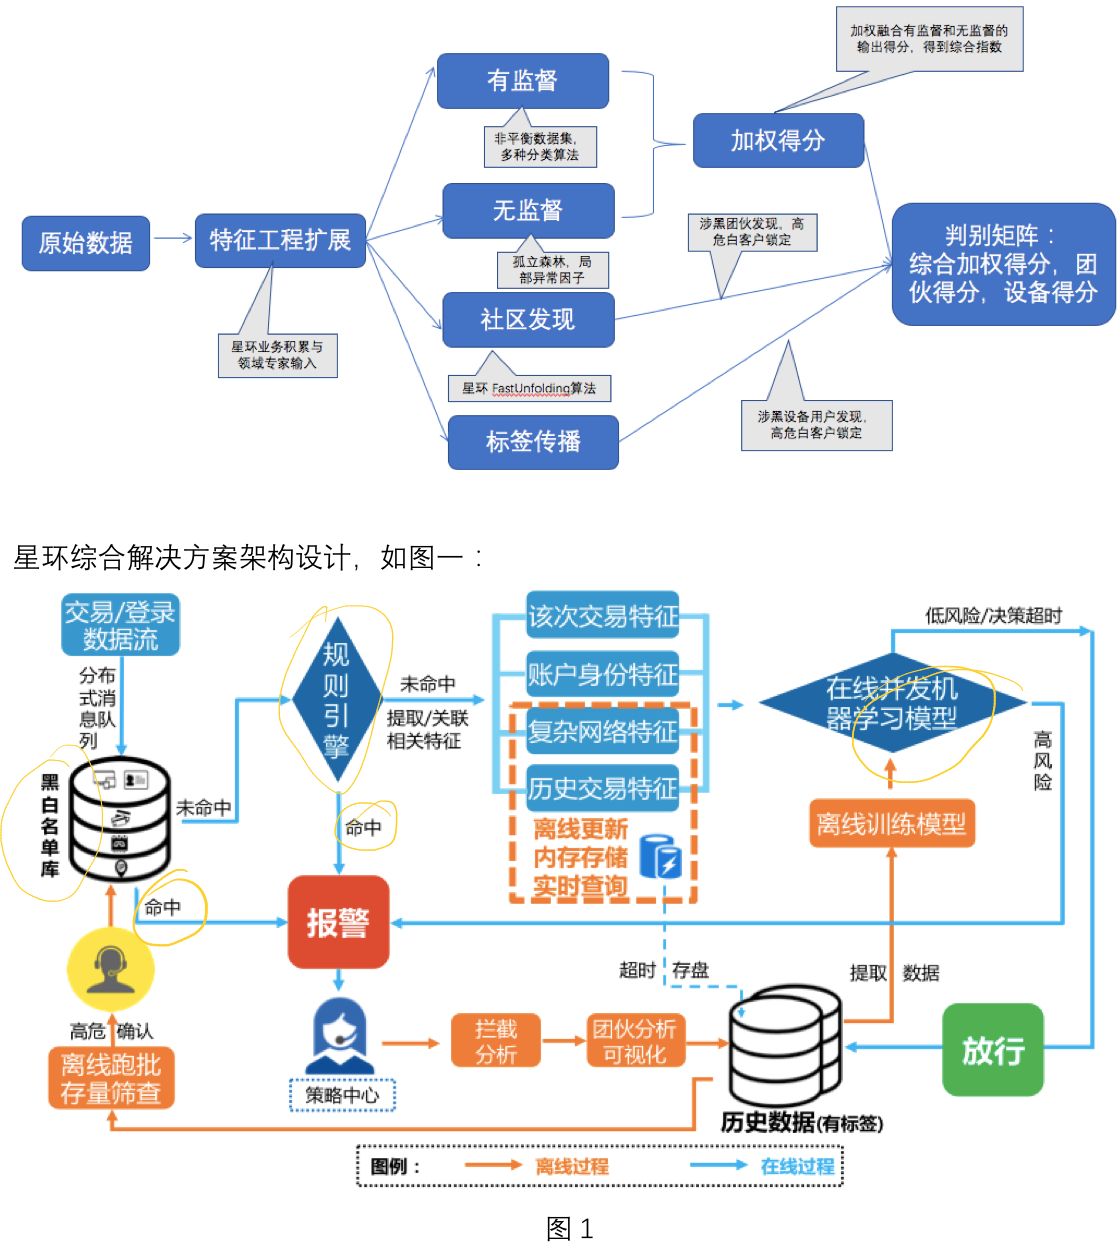 加权融合有监督和无监督的
输出得分，得到综合指数
有监督
非平衡数据集，
多种分类算法
加权得分
无监督
原始数据
特征工程扩展
孤立森林，局
部异常因子
涉黑团伙发现，高
危白客户锁定
判别矩阵：
综合加权得分，团
伙得分，设备得分
社区发现
星环业务积累与
领域专家输入
星环 FastUnfolding算法
标签传播
涉黑设备用户发现，
高危白客户锁定
星环综合解决方案架构设计，如图一：
交易/登录
数据流
分布
式消
息队
列
黑
白
名
单
库
未命中
命中
规
则
引
擎
未命中
提取/关联
相关特征
命中
该次交易特征
账户身份特征
复杂网络特征
历史交易特征
离线更新
内存存储
实时查询
低风险/决策超时
在线并发机
器学习模型
高
风
险
离线训练模型
报警
超时 存盘
提取 数据
高危 确认
离线跑批
存量筛查
策略中心
拦截
分析
团伙分析
可视化
放行
历史数据(有标签)
图例：
离线过程
在线过程
图 1